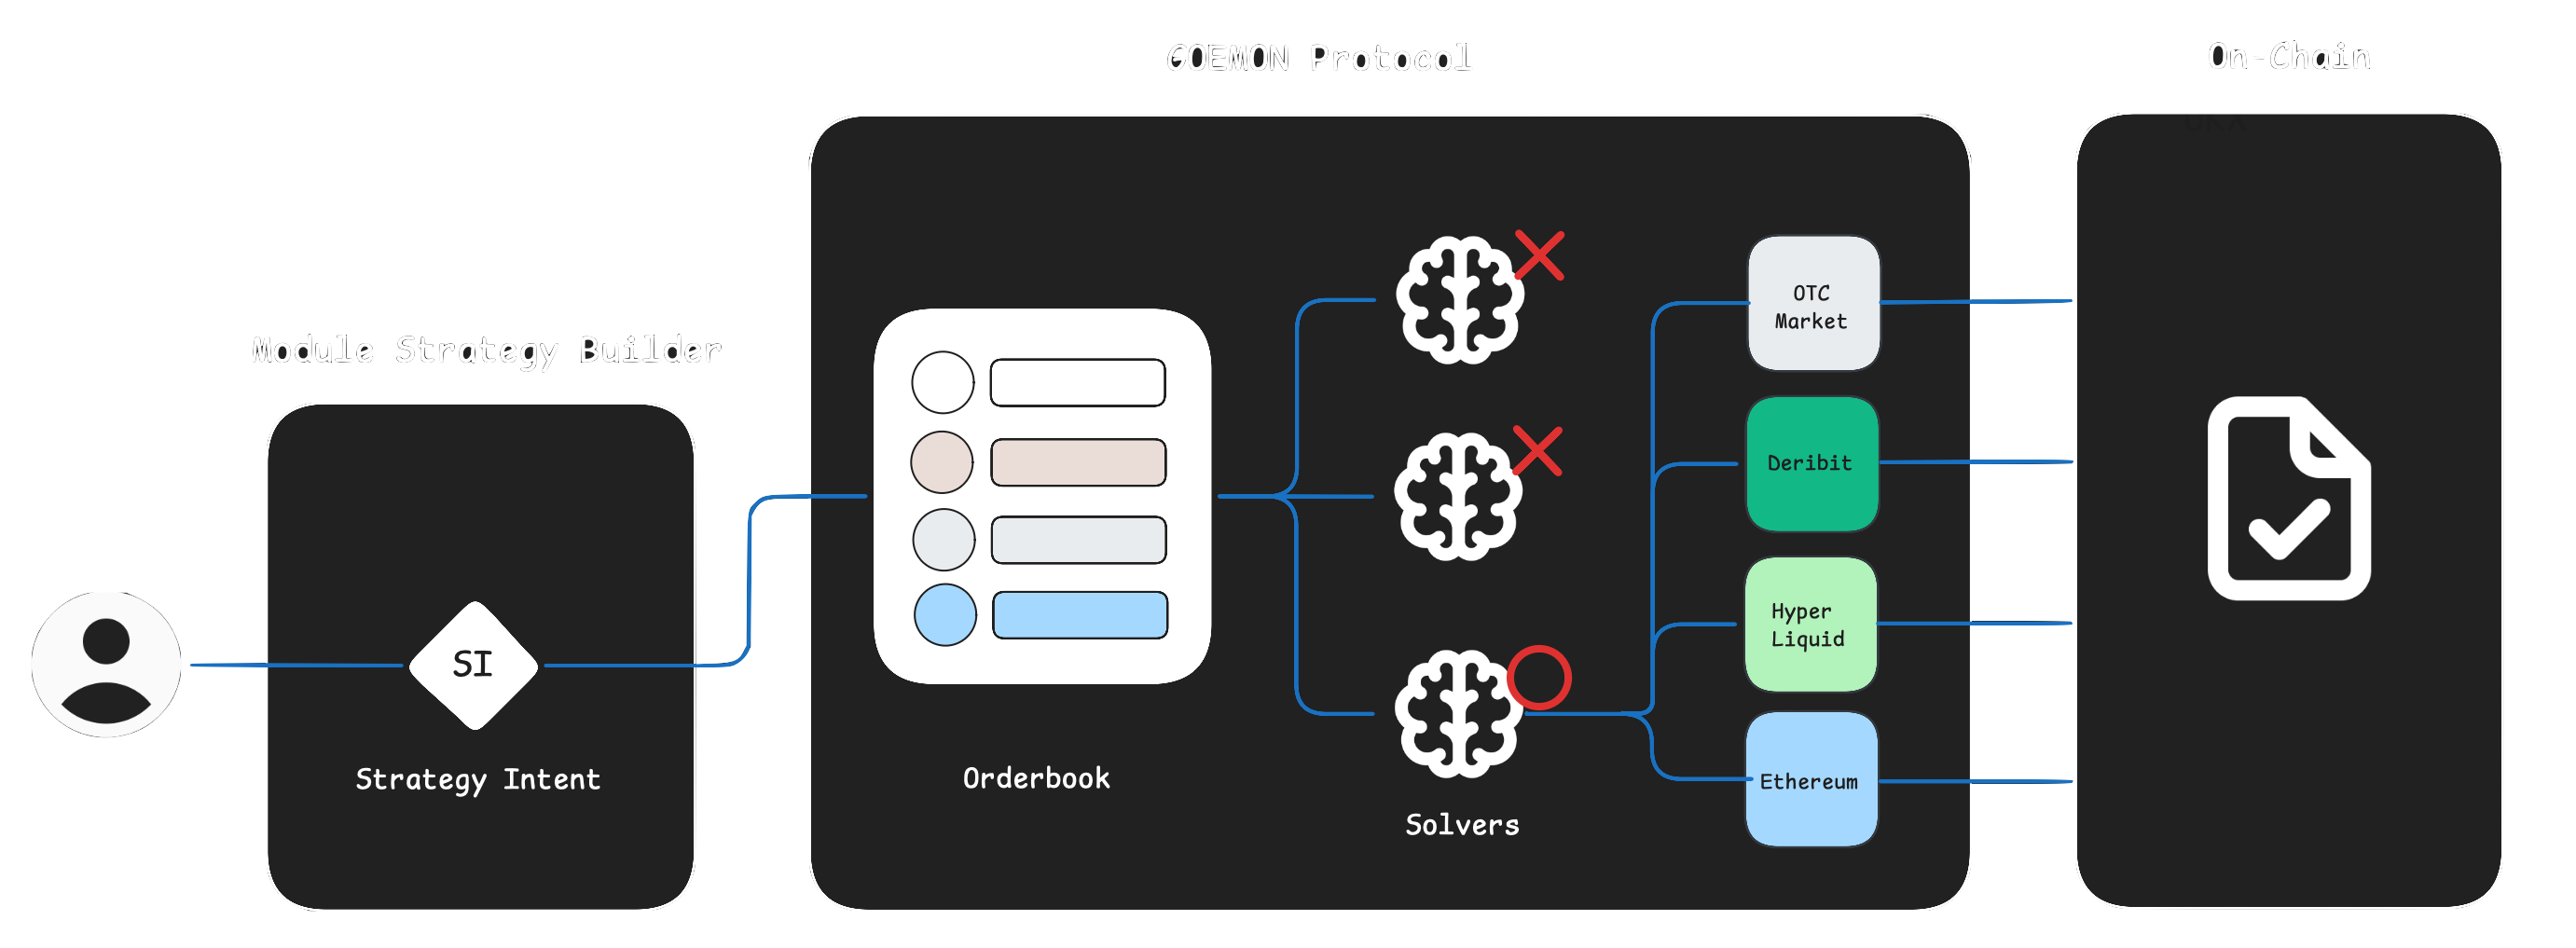 GOEMON Protocol
On-Chain
Module Strategy Builder
SI
Strategy Intent
Orderbook
Solvers
OTC
Market
Deribit
Hyper
Liquid
Ethereum